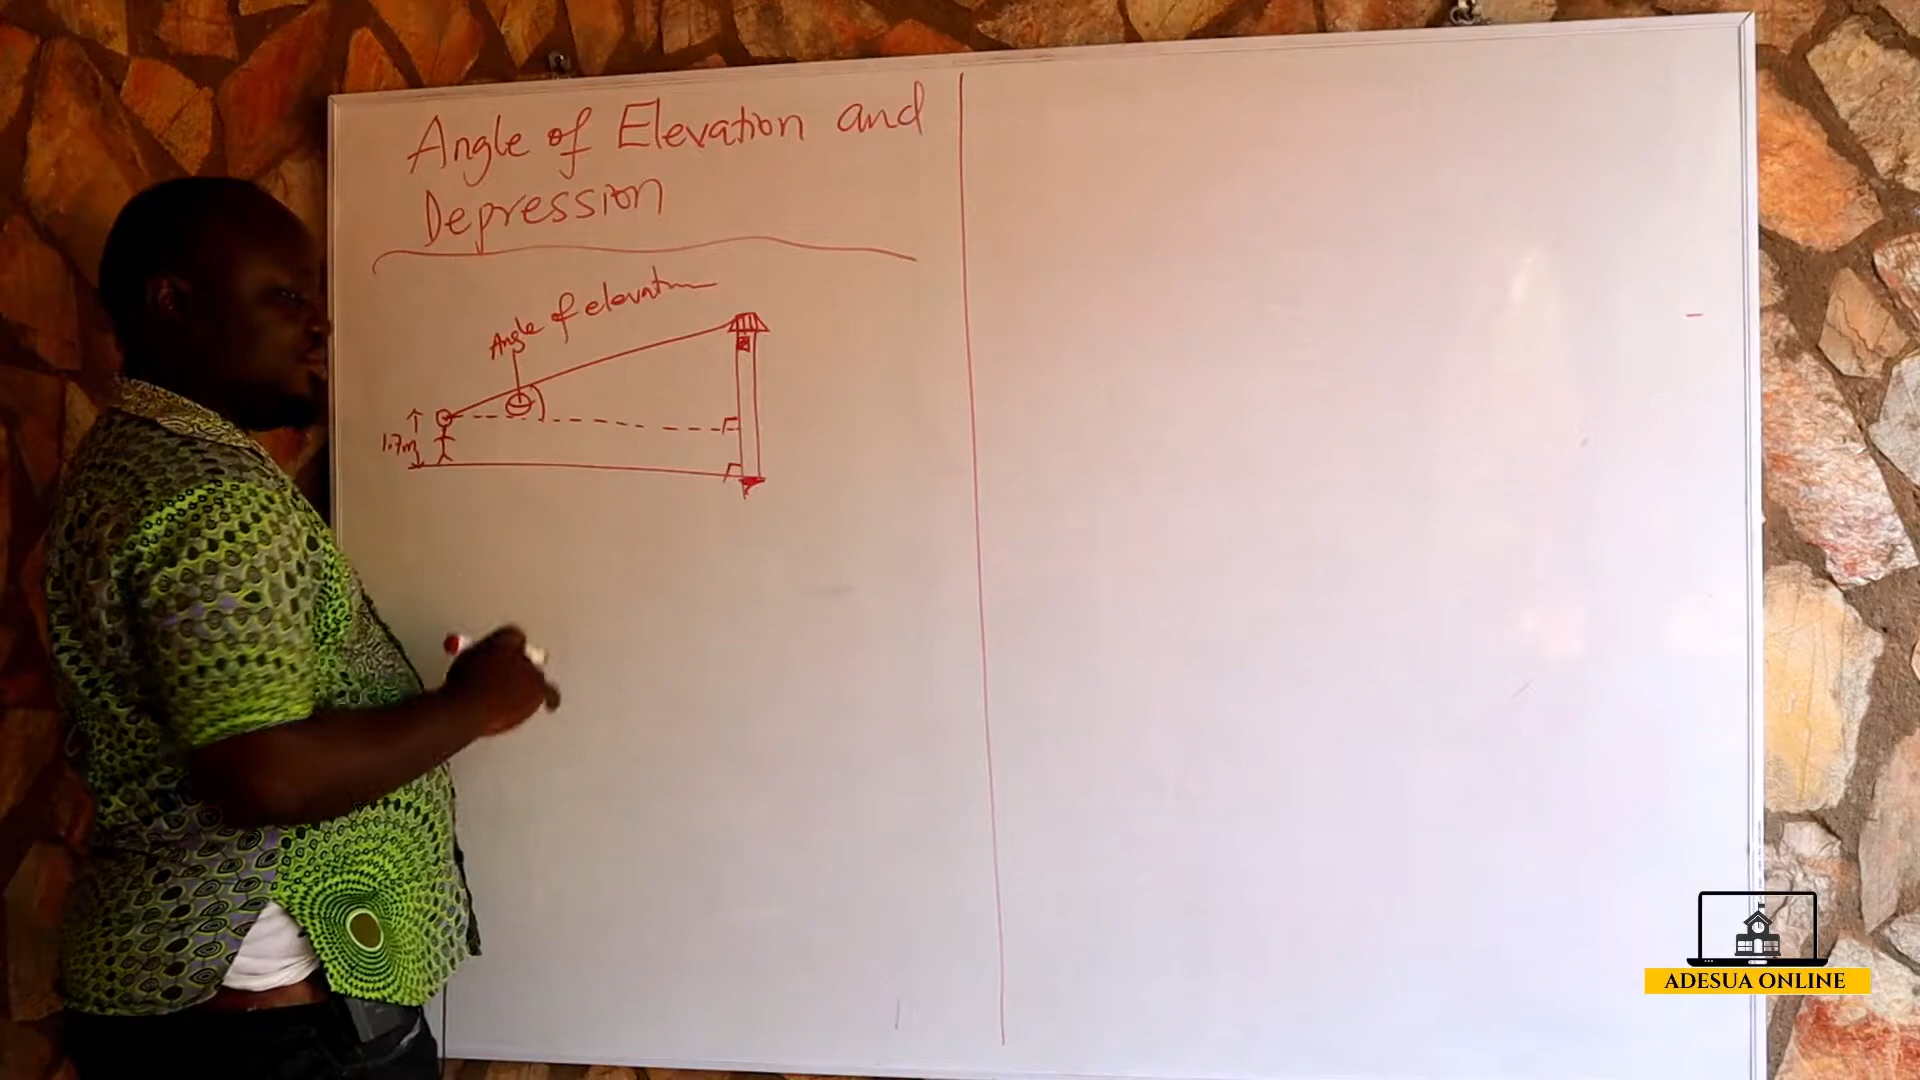 Angle of Elevation and
Depression
Angle of elevation
1.7m
ADESUA ONLINE